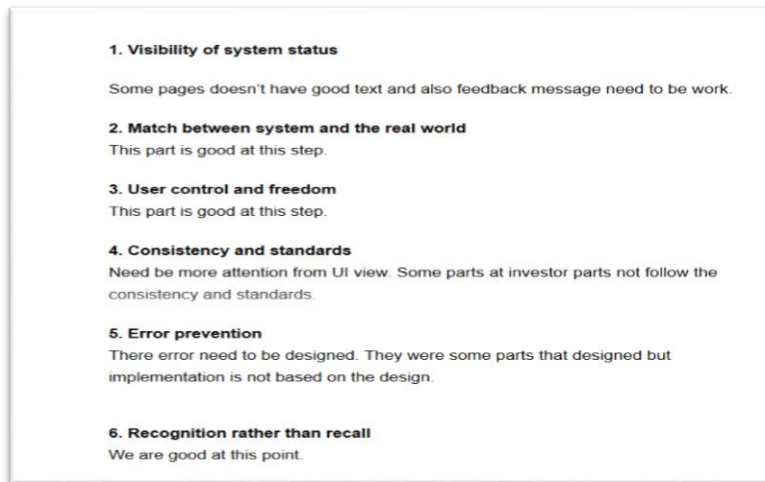 1. Visibility of system status
Some pages doesn't have good text and also feedback message need to be work.
2. Match between system and the real world
This part is good at this step.
3. User control and freedom
This part is good at this step.
4. Consistency and standards
Need be more attention from UI view. Some parts at investor parts not follow the
consistency and standards.
5. Error prevention
There error need to be designed. They were some parts that designed but
implementation is not based on the design.
6. Recognition rather than recall
We are good at this point.